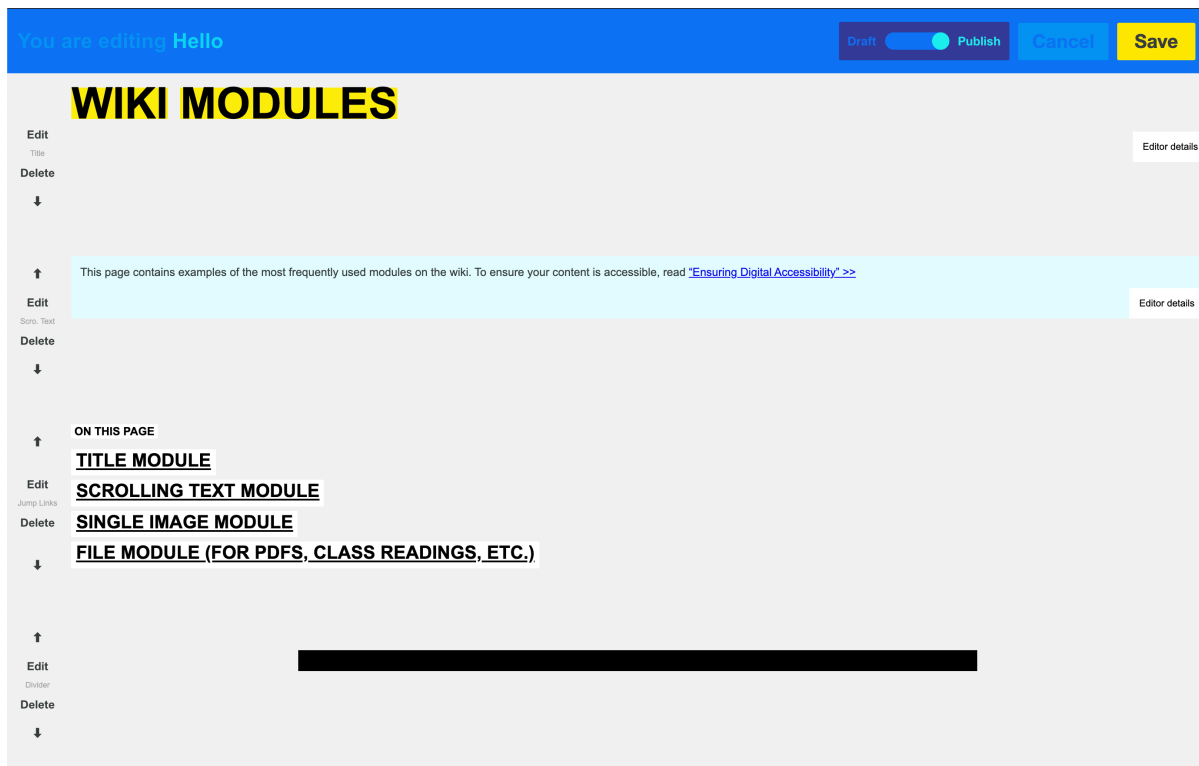 You are editing Hello
Draft Publish Cancel Save
WIKI MODULES
Edit
Title
Delete
Editor details
This page contains examples of the most frequently used modules on the wiki. To ensure your content is accessible, read “Ensuring Digital Accessibility” >>
Edit
Scro. Text
Delete
Editor details
ON THIS PAGE
TITLE MODULE
SCROLLING TEXT MODULE
SINGLE IMAGE MODULE
FILE MODULE (FOR PDFS, CLASS READINGS, ETC.)
Edit
Jump Links
Delete
Edit
Divider
Delete